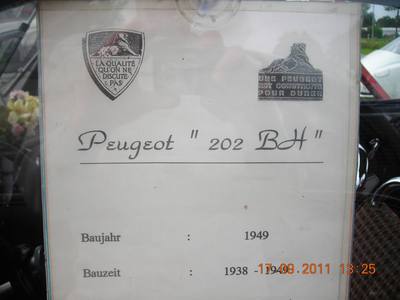 LA QUALITÉ
QU'ON NE
DISCUTE
PAS
UNE PEUGEOT
EST CONSTRUITE
POUR DURER
Peugeot " 202 BH "
Baujahr : 1949
Bauzeit : 1938 - 1949
17.09.2011 13:25